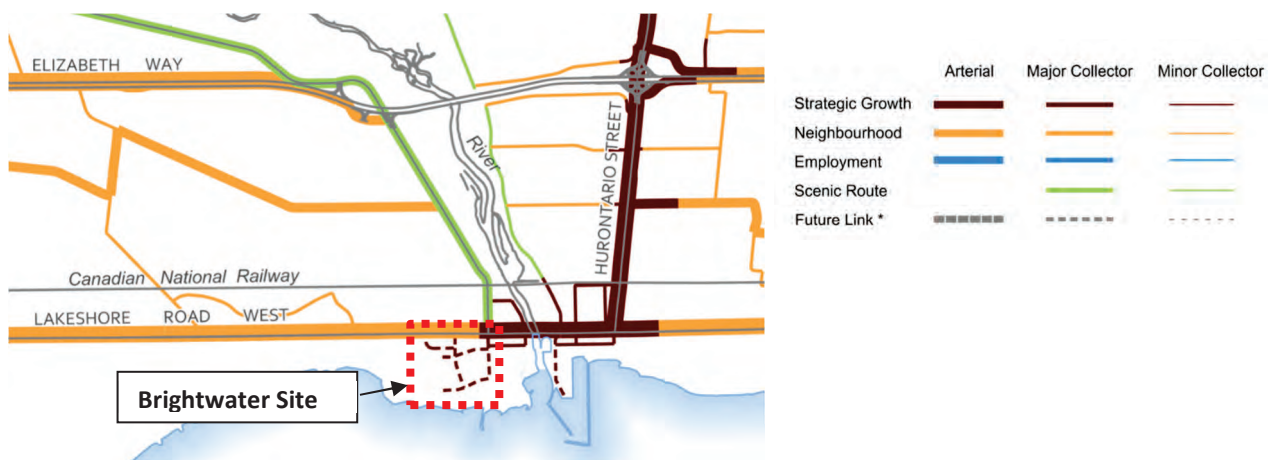 ELIZABETH WAY
River
HURONTARIO STREET
Canadian National Railway
LAKESHORE ROAD WEST
Brightwater Site
Arterial Major Collector Minor Collector
Strategic Growth
Neighbourhood
Employment
Scenic Route
Future Link *